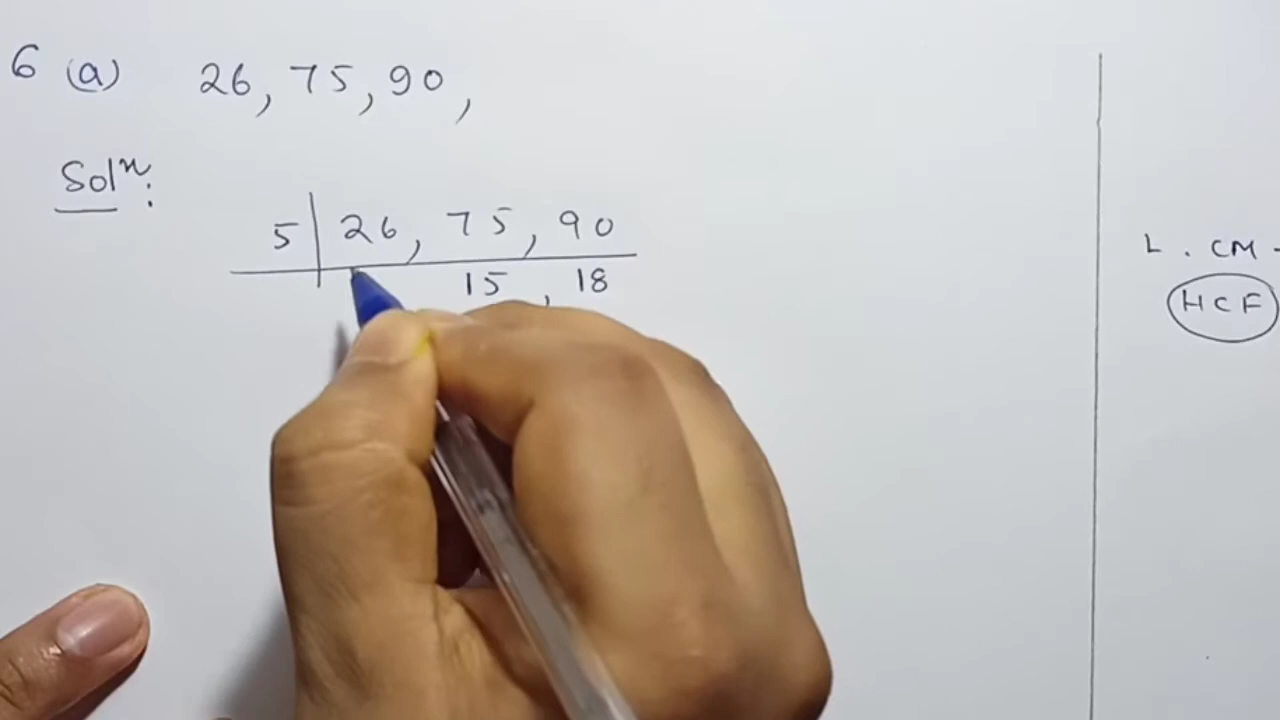 6 (a) 26, 75, 90,
Solⁿ:
5 | 26, 75, 90
15, 18
L.CM
HCF